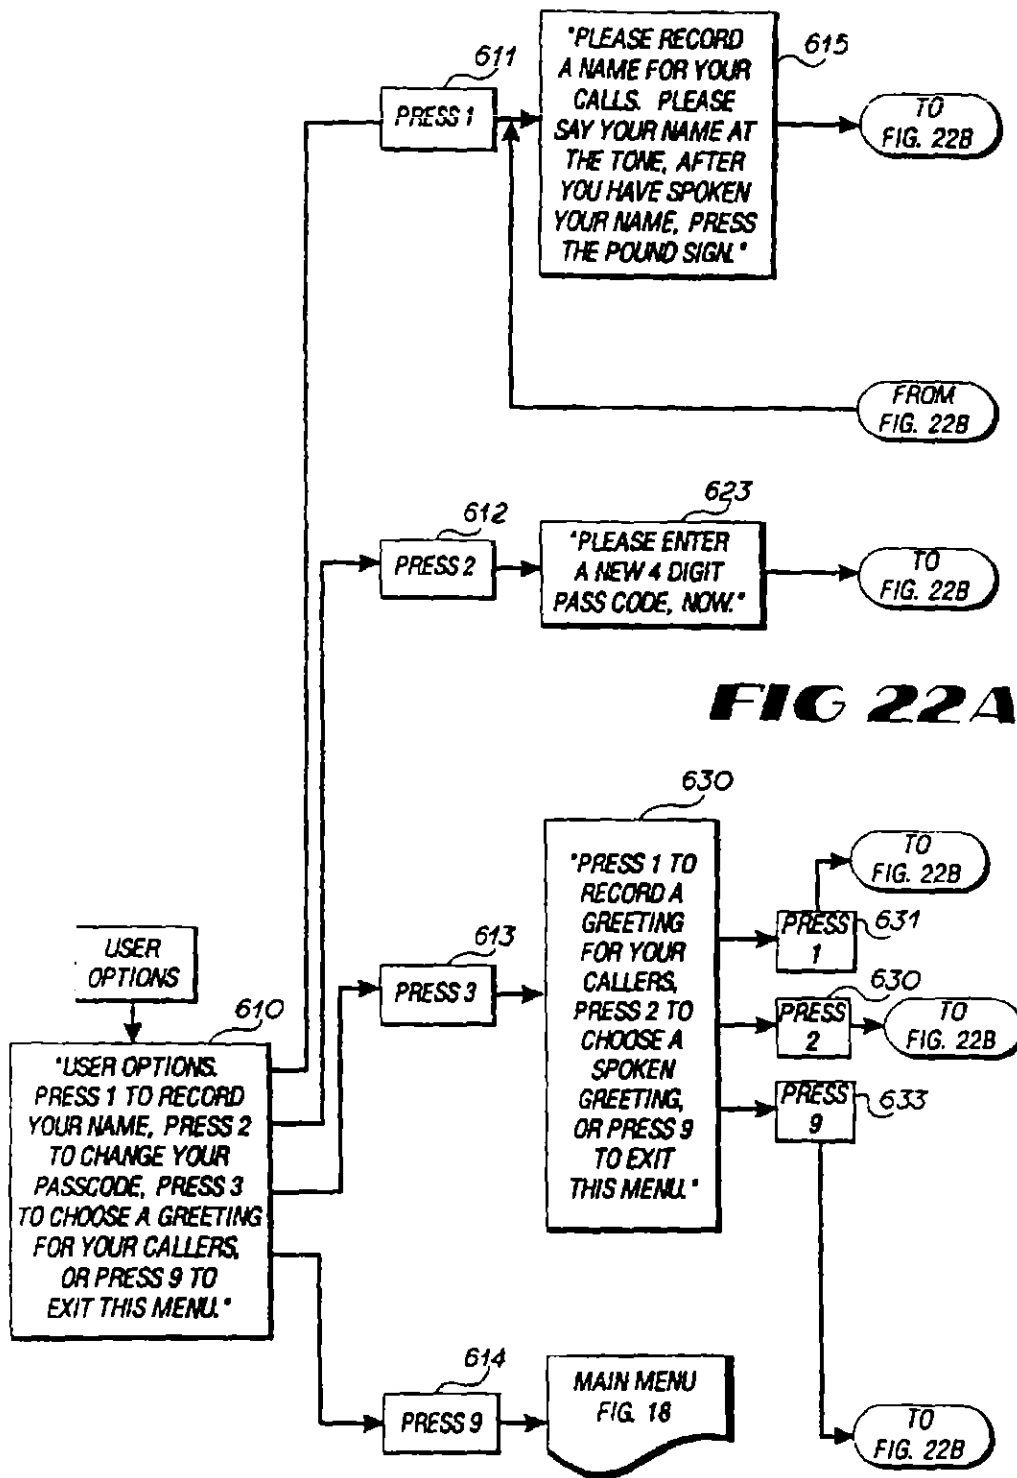 611
PRESS 1
"PLEASE RECORD
A NAME FOR YOUR
CALLS. PLEASE
SAY YOUR NAME AT
THE TONE, AFTER
YOU HAVE SPOKEN
YOUR NAME, PRESS
THE POUND SIGN."
615
TO
FIG. 22B
FROM
FIG. 22B
612
PRESS 2
623
"PLEASE ENTER
A NEW 4 DIGIT
PASS CODE, NOW."
TO
FIG. 22B
FIG 22A
USER
OPTIONS
610
"USER OPTIONS.
PRESS 1 TO RECORD
YOUR NAME, PRESS 2
TO CHANGE YOUR
PASSCODE, PRESS 3
TO CHOOSE A GREETING
FOR YOUR CALLERS,
OR PRESS 9 TO
EXIT THIS MENU."
613
PRESS 3
630
"PRESS 1 TO
RECORD A
GREETING
FOR YOUR
CALLERS,
PRESS 2 TO
CHOOSE A
SPOKEN
GREETING,
OR PRESS 9
TO EXIT
THIS MENU."
TO
FIG. 22B
PRESS
1
631
630
PRESS
2
TO
FIG. 22B
PRESS
9
633
614
PRESS 9
MAIN MENU
FIG. 18
TO
FIG. 22B